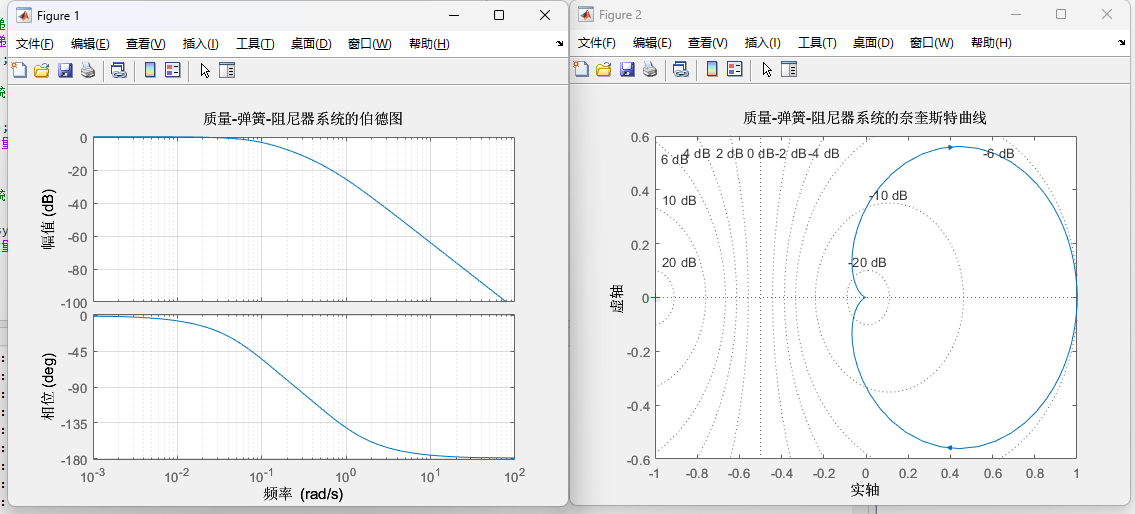 Figure 1
文件(F) 编辑(E) 查看(V) 插入(I) 工具(T) 桌面(D) 窗口(W) 帮助(H)
质量-弹簧-阻尼器系统的伯德图
幅值 (dB)
0
-20
-40
-60
-80
-100
相位 (deg)
0
-45
-90
-135
-180
10-3 10-2 10-1 100 101 102
频率 (rad/s)
Figure 2
文件(F) 编辑(E) 查看(V) 插入(I) 工具(T) 桌面(D) 窗口(W) 帮助(H)
质量-弹簧-阻尼器系统的奈奎斯特曲线
虚轴
0.6
0.4
0.2
0
-0.2
-0.4
-0.6
6 dB 4 dB 2 dB 0 dB -2 dB -4 dB -6 dB
10 dB -10 dB
20 dB -20 dB
-1 -0.8 -0.6 -0.4 -0.2 0 0.2 0.4 0.6 0.8 1
实轴